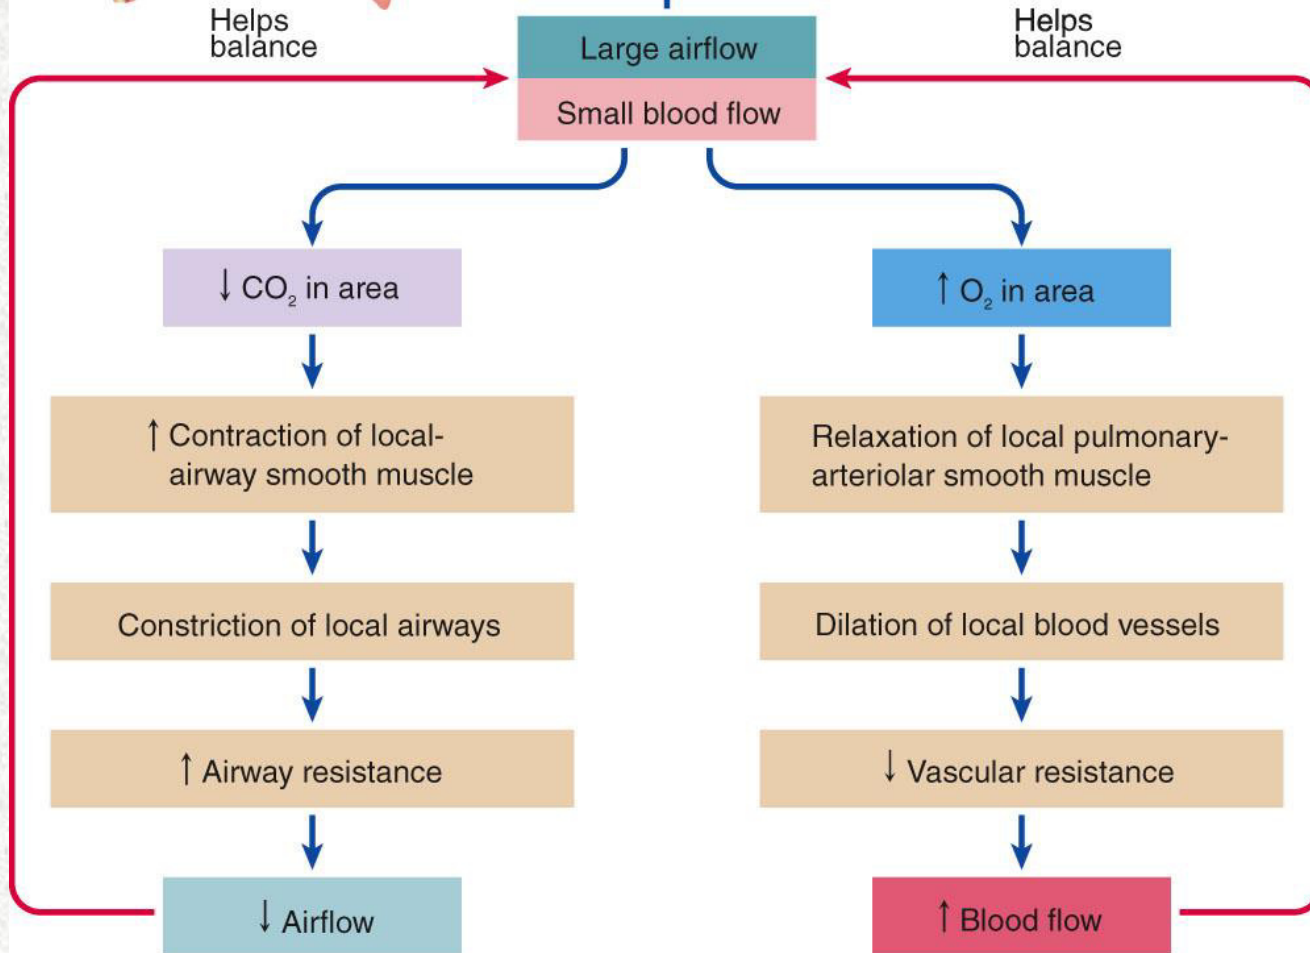 Helps
balance
Helps
balance
Large airflow
Small blood flow
↓ CO₂ in area
↑ O₂ in area
↑ Contraction of local-
airway smooth muscle
Relaxation of local pulmonary-
arteriolar smooth muscle
Constriction of local airways
Dilation of local blood vessels
↑ Airway resistance
↓ Vascular resistance
↓ Airflow
↑ Blood flow